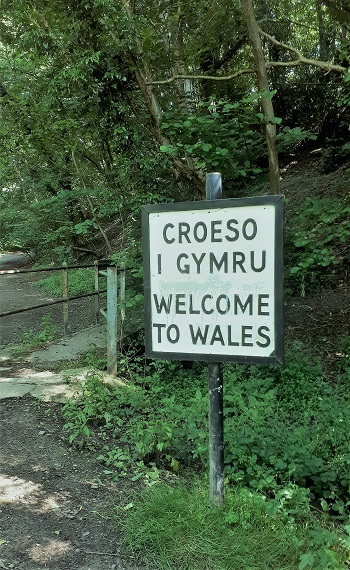 CROESO
I GYMRU
WELCOME
TO WALES